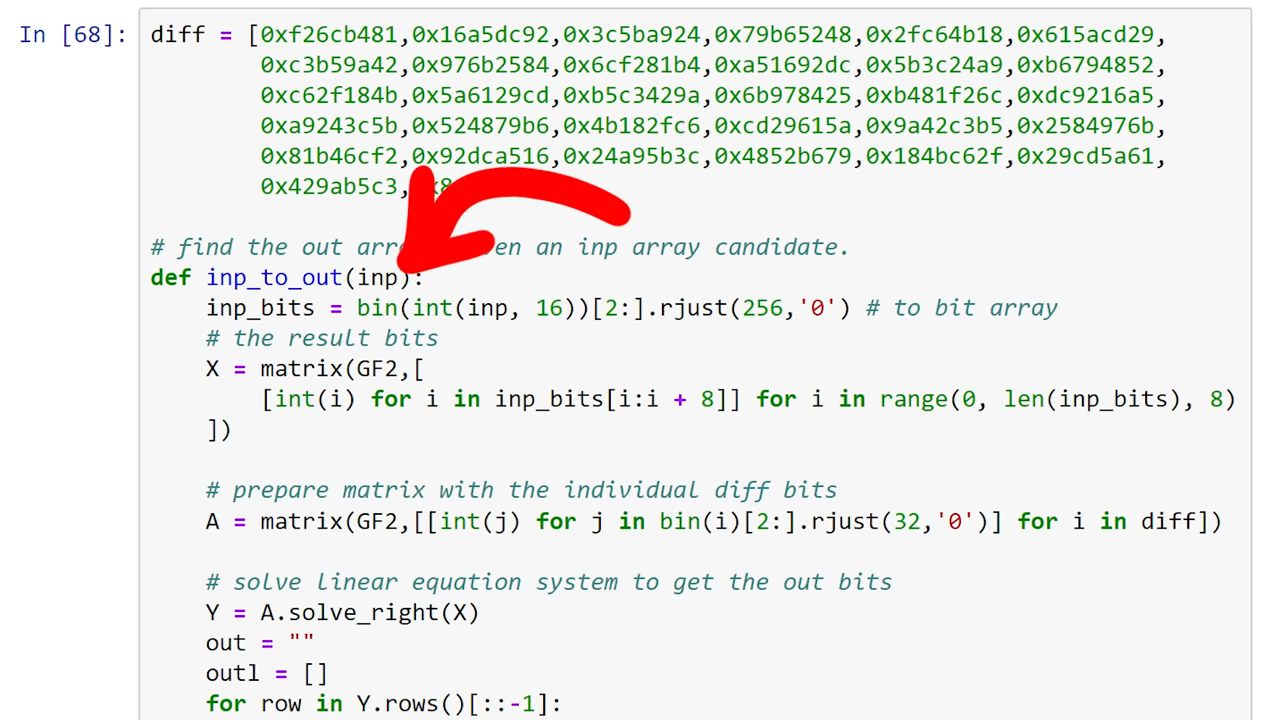 In [68]: diff = [0xf26cb481,0x16a5dc92,0x3c5ba924,0x79b65248,0x2fc64b18,0x615acd29,
0xc3b59a42,0x976b2584,0x6cf281b4,0xa51692dc,0x5b3c24a9,0xb6794852,
0xc62f184b,0x5a6129cd,0xb5c3429a,0x6b978425,0xb481f26c,0xdc9216a5,
0xa9243c5b,0x524879b6,0x4b182fc6,0xcd29615a,0x9a42c3b5,0x2584976b,
0x81b46cf2,0x92dca516,0x24a95b3c,0x4852b679,0x184bc62f,0x29cd5a61,
0x429ab5c3,
# find the out an inp array candidate.
def inp_to_out(inp):
inp_bits = bin(int(inp, 16))[2:].rjust(256,'0') # to bit array
# the result bits
X = matrix(GF2,[
[int(i) for i in inp_bits[i:i + 8]] for i in range(0, len(inp_bits), 8)
])
# prepare matrix with the individual diff bits
A = matrix(GF2,[[int(j) for j in bin(i)[2:].rjust(32,'0')] for i in diff])
# solve linear equation system to get the out bits
Y = A.solve_right(X)
out = ""
outl = []
for row in Y.rows()[::-1]: